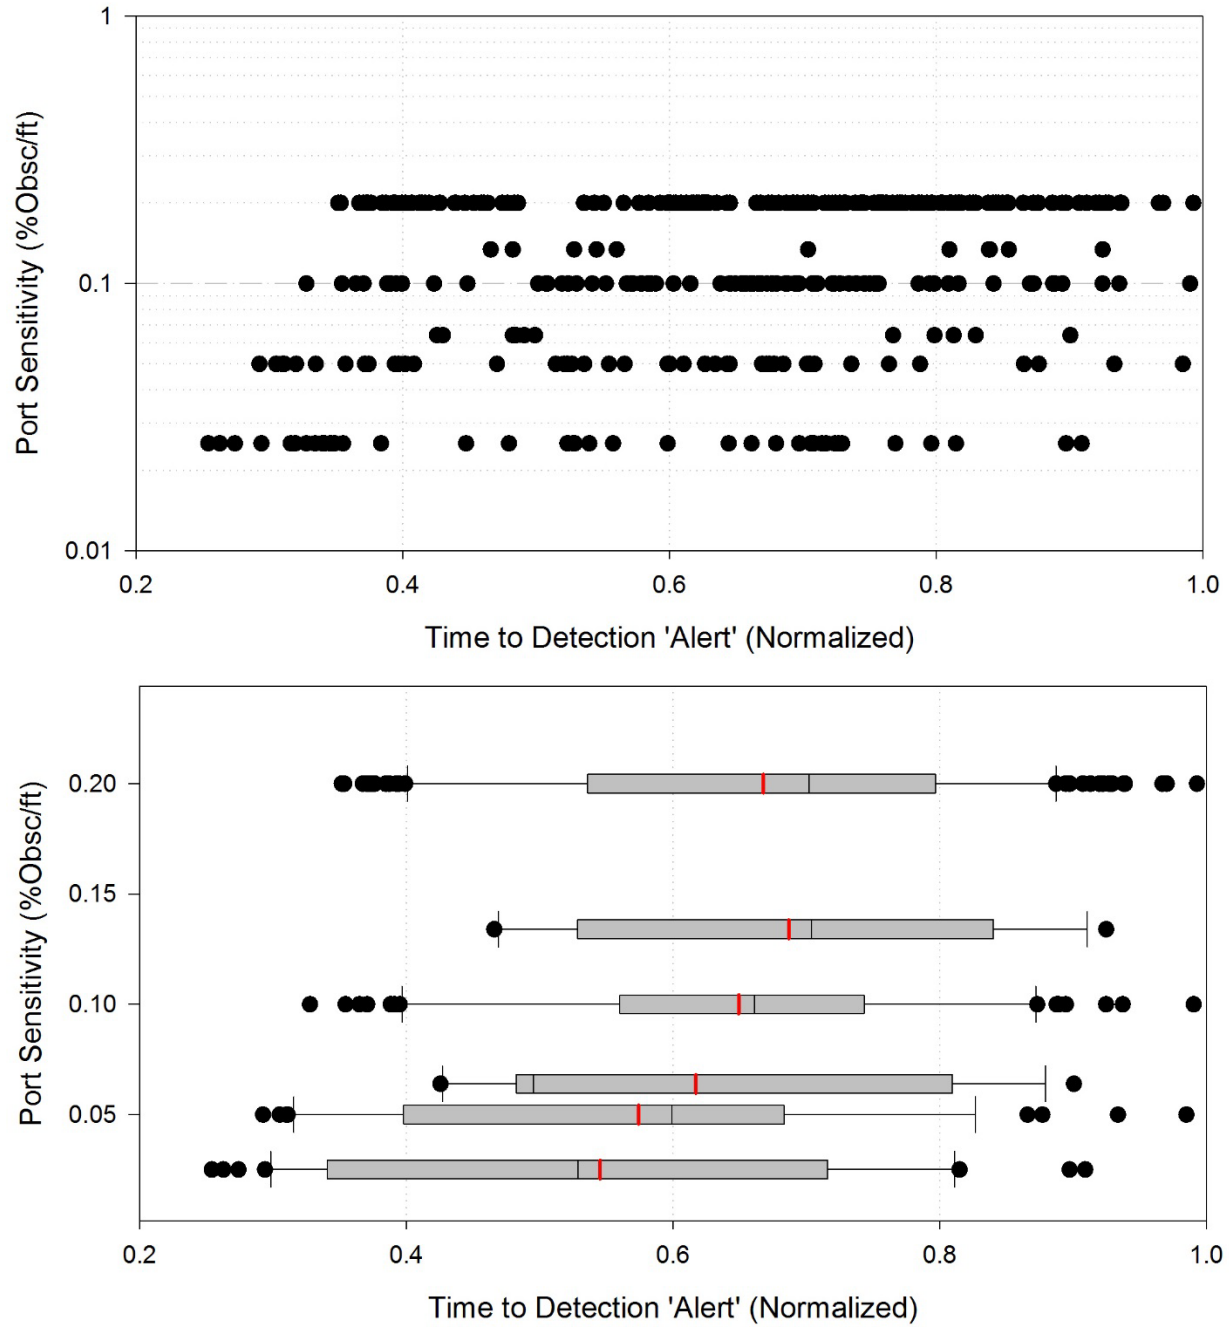 1
0.1
0.01
Port Sensitivity (%Obsc/ft)
0.2 0.4 0.6 0.8 1.0
Time to Detection 'Alert' (Normalized)
0.20
0.15
0.10
0.05
Port Sensitivity (%Obsc/ft)
0.2 0.4 0.6 0.8 1.0
Time to Detection 'Alert' (Normalized)